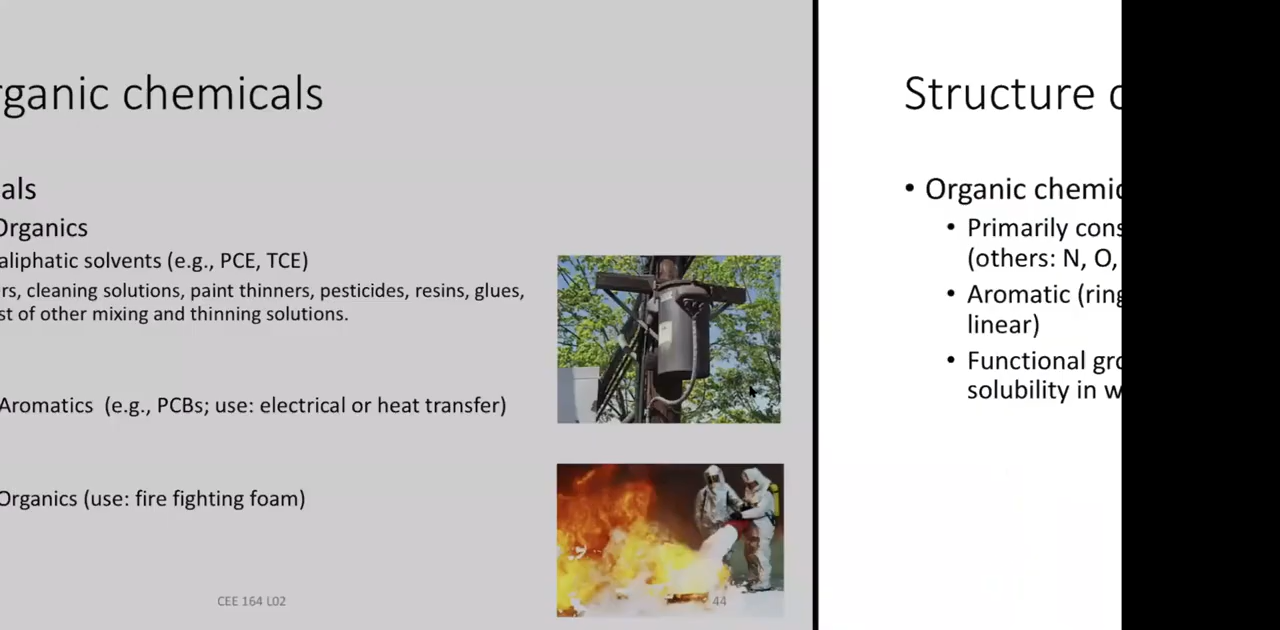 rganic chemicals
als
Organics
aliphatic solvents (e.g., PCE, TCE)
rs, cleaning solutions, paint thinners, pesticides, resins, glues,
st of other mixing and thinning solutions.
Aromatics (e.g., PCBs; use: electrical or heat transfer)
Organics (use: fire fighting foam)
CEE 164 L02
44
Structure o
• Organic chemic
• Primarily cons
(others: N, O,
• Aromatic (ring
linear)
• Functional gro
solubility in w